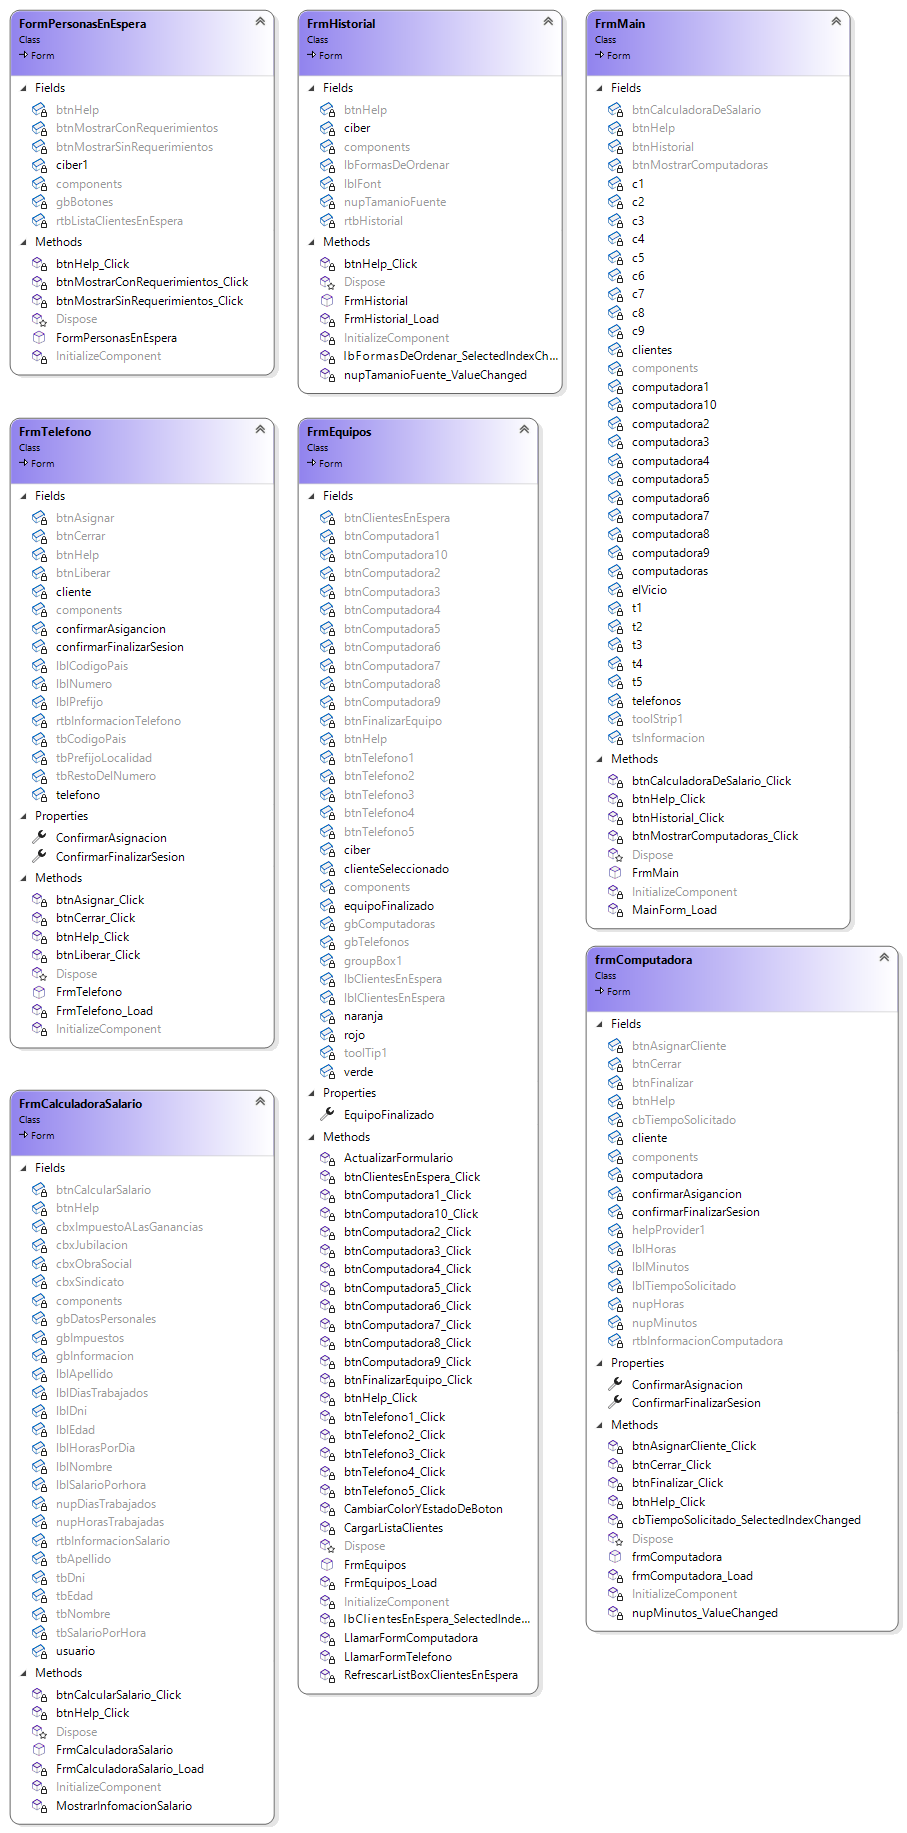 FormPersonasEnEspera
Class
Form
Fields
btnHelp
btnMostrarConRequerimientos
btnMostrarSinRequerimientos
ciber1
components
gbBotones
rtbListaClientesEnEspera
Methods
btnHelp_Click
btnMostrarConRequerimientos_Click
btnMostrarSinRequerimientos_Click
Dispose
FormPersonasEnEspera
InitializeComponent
FrmHistorial
Class
Form
Fields
btnHelp
ciber
components
lbFormasDeOrdenar
lblFont
nupTamanioFuente
rtbHistorial
Methods
btnHelp_Click
Dispose
FrmHistorial
FrmHistorial_Load
InitializeComponent
lbFormasDeOrdenar_SelectedIndexCh...
nupTamanioFuente_ValueChanged
FrmMain
Class
Form
Fields
btnCalculadoraDeSalario
btnHelp
btnHistorial
btnMostrarComputadoras
c1
c2
c3
c4
c5
c6
c7
c8
c9
clientes
components
computadora1
computadora10
computadora2
computadora3
computadora4
computadora5
computadora6
computadora7
computadora8
computadora9
computadoras
elVicio
t1
t2
t3
t4
t5
telefonos
toolStrip1
tsInformacion
Methods
btnCalculadoraDeSalario_Click
btnHelp_Click
btnHistorial_Click
btnMostrarComputadoras_Click
Dispose
FrmMain
InitializeComponent
MainForm_Load
FrmTelefono
Class
Form
Fields
btnAsignar
btnCerrar
btnHelp
btnLiberar
cliente
components
confirmarAsigancion
confirmarFinalizarSesion
lblCodigoPais
lblNumero
lblPrefijo
rtbInformacionTelefono
tbCodigoPais
tbPrefijoLocalidad
tbRestoDelNumero
telefono
Properties
ConfirmarAsignacion
ConfirmarFinalizarSesion
Methods
btnAsignar_Click
btnCerrar_Click
btnHelp_Click
btnLiberar_Click
Dispose
FrmTelefono
FrmTelefono_Load
InitializeComponent
FrmEquipos
Class
Form
Fields
btnClientesEnEspera
btnComputadora1
btnComputadora10
btnComputadora2
btnComputadora3
btnComputadora4
btnComputadora5
btnComputadora6
btnComputadora7
btnComputadora8
btnComputadora9
btnFinalizarEquipo
btnHelp
btnTelefono1
btnTelefono2
btnTelefono3
btnTelefono4
btnTelefono5
ciber
clienteSeleccionado
components
equipoFinalizado
gbComputadoras
gbTelefonos
groupBox1
lbClientesEnEspera
lblClientesEnEspera
naranja
rojo
toolTip1
verde
Properties
EquipoFinalizado
Methods
ActualizarFormulario
btnClientesEnEspera_Click
btnComputadora1_Click
btnComputadora10_Click
btnComputadora2_Click
btnComputadora3_Click
btnComputadora4_Click
btnComputadora5_Click
btnComputadora6_Click
btnComputadora7_Click
btnComputadora8_Click
btnComputadora9_Click
btnFinalizarEquipo_Click
btnHelp_Click
btnTelefono1_Click
btnTelefono2_Click
btnTelefono3_Click
btnTelefono4_Click
btnTelefono5_Click
CambiarColorYEstadoDeBoton
CargarListaClientes
Dispose
FrmEquipos
FrmEquipos_Load
InitializeComponent
lbClientesEnEspera_SelectedInde...
LlamarFormComputadora
LlamarFormTelefono
RefrescarListBoxClientesEnEspera
frmComputadora
Class
Form
Fields
btnAsignarCliente
btnCerrar
btnFinalizar
btnHelp
cbTiempoSolicitado
cliente
components
computadora
confirmarAsigancion
confirmarFinalizarSesion
helpProvider1
lblHoras
lblMinutos
lblTiempoSolicitado
nupHoras
nupMinutos
rtbInformacionComputadora
Properties
ConfirmarAsignacion
ConfirmarFinalizarSesion
Methods
btnAsignarCliente_Click
btnCerrar_Click
btnFinalizar_Click
btnHelp_Click
cbTiempoSolicitado_SelectedIndexChanged
Dispose
frmComputadora
frmComputadora_Load
InitializeComponent
nupMinutos_ValueChanged
FrmCalculadoraSalario
Class
Form
Fields
btnCalcularSalario
btnHelp
cbxImpuestoALasGanancias
cbxJubilacion
cbxObraSocial
cbxSindicato
components
gbDatosPersonales
gbImpuestos
gbInformacion
lblApellido
lblDiasTrabajados
lblDni
lblEdad
lblHorasPorDia
lblNombre
lblSalarioPorhora
nupDiasTrabajados
nupHorasTrabajadas
rtbInformacionSalario
tbApellido
tbDni
tbEdad
tbNombre
tbSalarioPorHora
usuario
Methods
btnCalcularSalario_Click
btnHelp_Click
Dispose
FrmCalculadoraSalario
FrmCalculadoraSalario_Load
InitializeComponent
MostrarInfomacionSalario